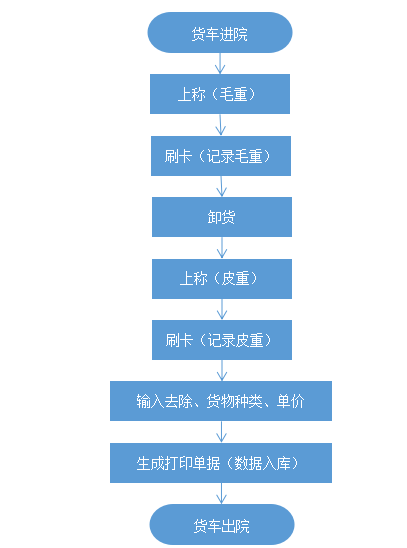 货车进院
上称（毛重）
刷卡（记录毛重）
卸货
上称（皮重）
刷卡（记录皮重）
输入去除、货物种类、单价
生成打印单据（数据入库）
货车出院